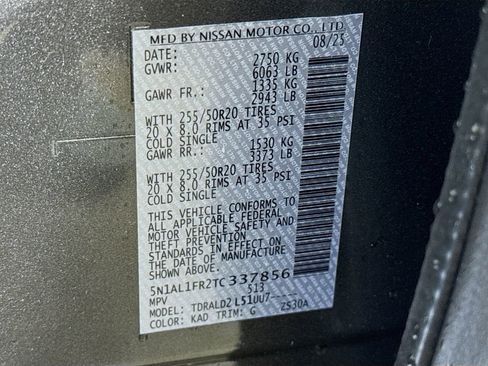 MFD BY NISSAN MOTOR CO., LTD.
DATE: 08/25
GVWR: 2750 KG
6063 LB
GAWR FR.: 1335 KG
2943 LB
WITH 255/50R20 TIRES
20 X 8.0 RIMS AT 35 PSI
COLD SINGLE
GAWR RR.: 1530 KG
3373 LB
WITH 255/50R20 TIRES
20 X 8.0 RIMS AT 35 PSI
COLD SINGLE
THIS VEHICLE CONFORMS TO
ALL APPLICABLE FEDERAL
MOTOR VEHICLE SAFETY AND
THEFT PREVENTION
STANDARDS IN EFFECT ON
THE DATE OF MANUFACTURE
SHOWN ABOVE.
5N1AL1FR2TC337856
MPV 513
MODEL: TDRALD2 L51UU7--
COLOR: KAD TRIM: G ZS30A